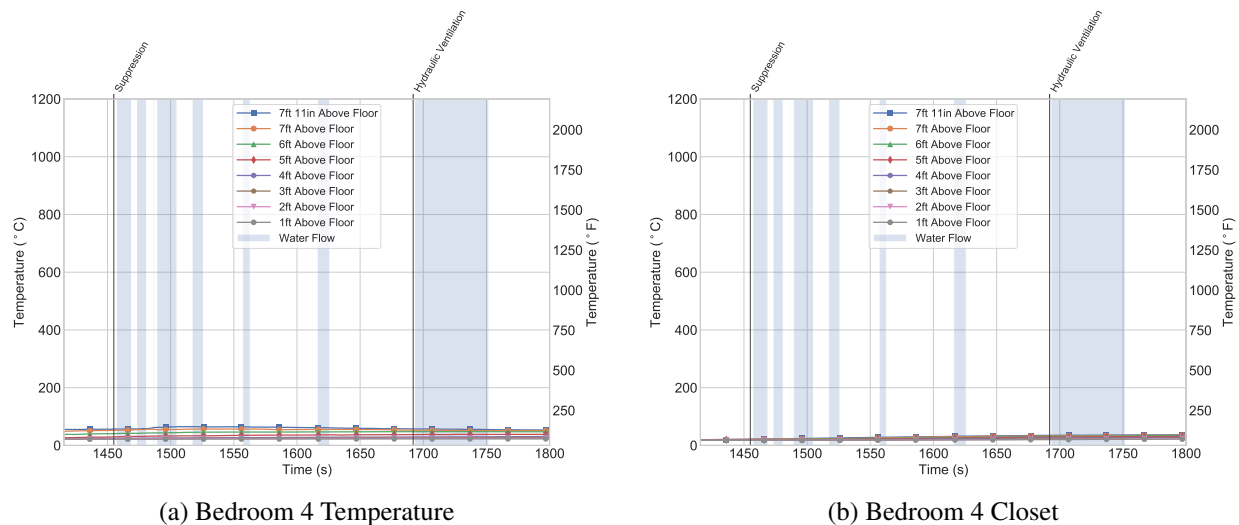 Suppression
Hydraulic Ventilation
1200
1000
800
600
400
200
0
Temperature (°C)
2000
1750
1500
1250
1000
750
500
250
Temperature (°F)
7ft 11in Above Floor
7ft Above Floor
6ft Above Floor
5ft Above Floor
4ft Above Floor
3ft Above Floor
2ft Above Floor
1ft Above Floor
Water Flow
1450 1500 1550 1600 1650 1700 1750 1800
Time (s)
(a) Bedroom 4 Temperature
Suppression
Hydraulic Ventilation
1200
1000
800
600
400
200
0
Temperature (°C)
2000
1750
1500
1250
1000
750
500
250
Temperature (°F)
7ft 11in Above Floor
7ft Above Floor
6ft Above Floor
5ft Above Floor
4ft Above Floor
3ft Above Floor
2ft Above Floor
1ft Above Floor
Water Flow
1450 1500 1550 1600 1650 1700 1750 1800
Time (s)
(b) Bedroom 4 Closet